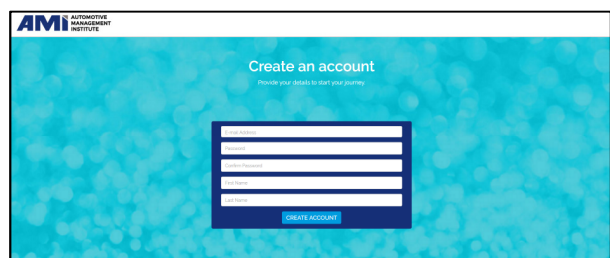 AMi AUTOMOTIVE
MANAGEMENT
INSTITUTE
Create an account
Provide your details to start your journey
E-mail Address
Password
Confirm Password
First Name
Last Name
CREATE ACCOUNT